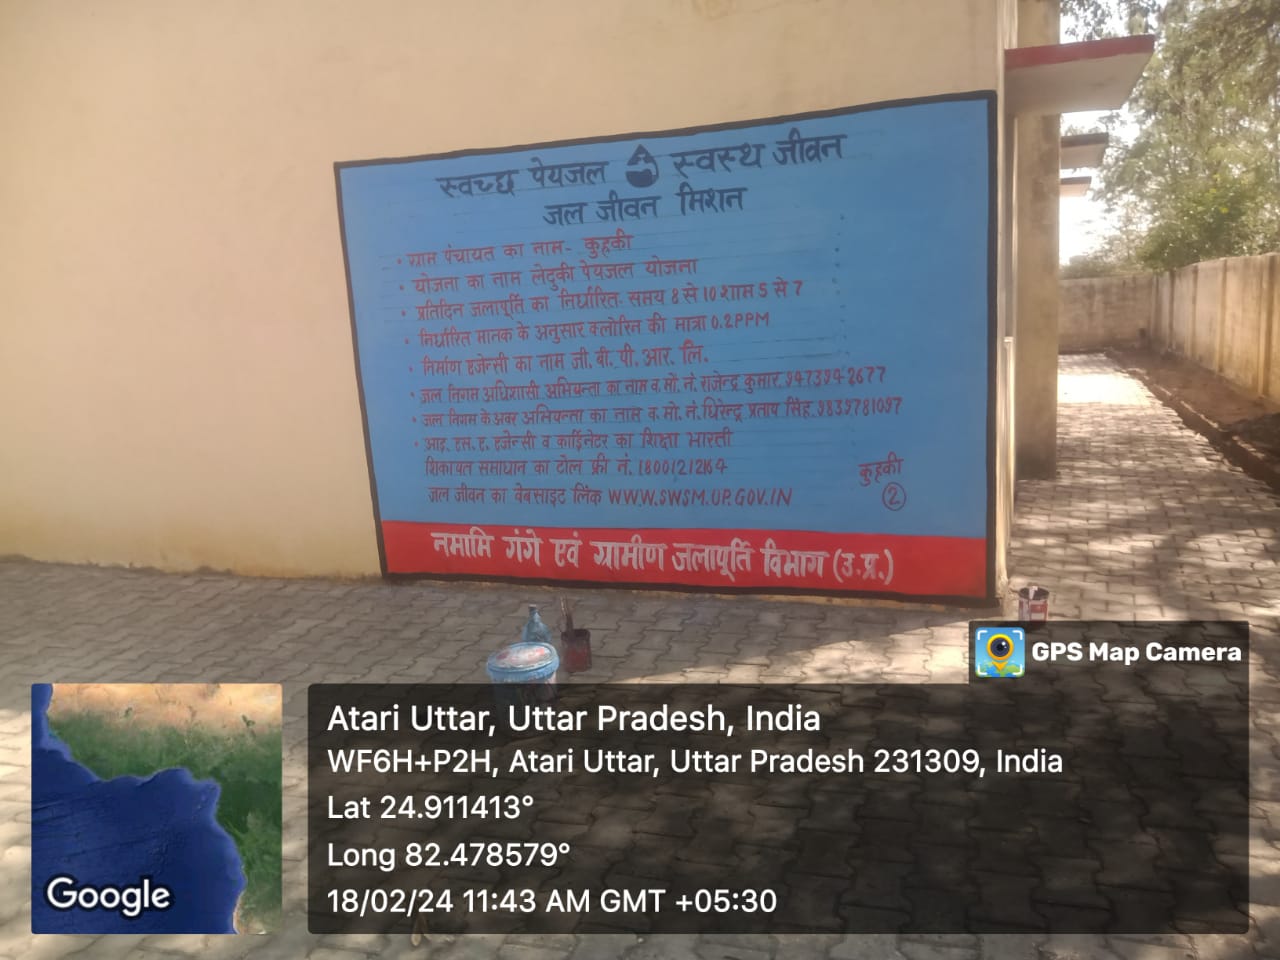 स्वच्छ पेयजल स्वस्थ जीवन
जल जीवन मिशन
• ग्राम पंचायत का नाम- कुहकी
• योजना का नाम लेदुकी पेयजल योजना
• प्रतिदिन जलापूर्ति का निर्धारित- समय 8 से 10 शाम 5 से 7
• निर्धारित मानक के अनुसार क्लोरिन की मात्रा 0.2PPM
• निर्माण एजेन्सी का नाम जी. वी. पी. आर. लि.
• जल निगम अधिशासी अभियन्ता का नाम व मो. नं. राजेन्द्र कुमार. 9473942677
• जल निगम के अवर अभियन्ता का नाम व मो. नं. धिरेन्द्र प्रताप सिंह. 9839781097
• आइ. एस. ए. एजेन्सी व कार्डिनेटर का शिक्षा भारती
शिकायत समाधान का टोल फ्री नं. 18001212164
जल जीवन का वेबसाइट लिंक WWW.SWSM.UP.GOV.IN
कुहकी
2
नमामि गंगे एवं ग्रामीण जलापूर्ति विभाग (उ.प्र.)
GPS Map Camera
Atari Uttar, Uttar Pradesh, India
WF6H+P2H, Atari Uttar, Uttar Pradesh 231309, India
Lat 24.911413°
Long 82.478579°
18/02/24 11:43 AM GMT +05:30
Google